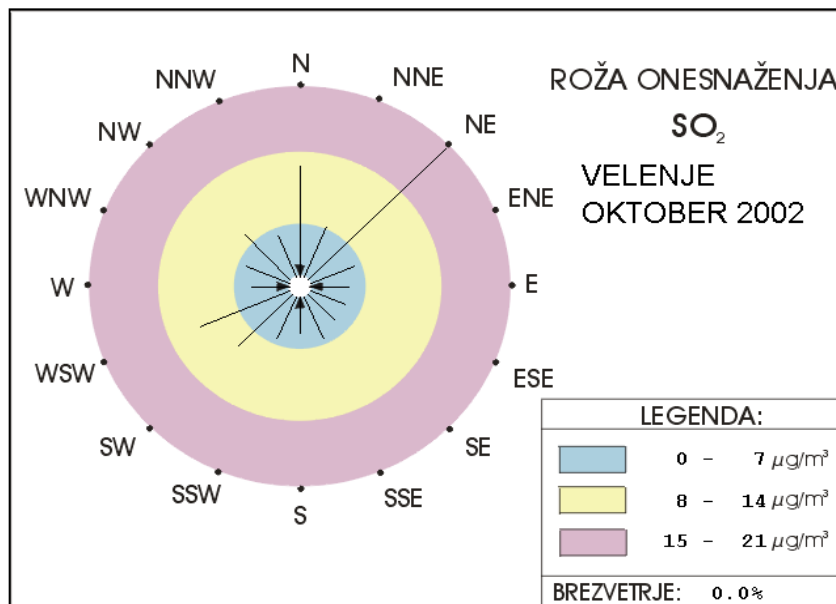 ROŽA ONESNAŽENJA
SO₂
VELENJE
OKTOBER 2002
N
NNE
NE
ENE
E
ESE
SE
SSE
S
SSW
SW
WSW
W
WNW
NW
NNW
LEGENDA:
0 - 7 µg/m³
8 - 14 µg/m³
15 - 21 µg/m³
BREZVETRJE: 0.0%